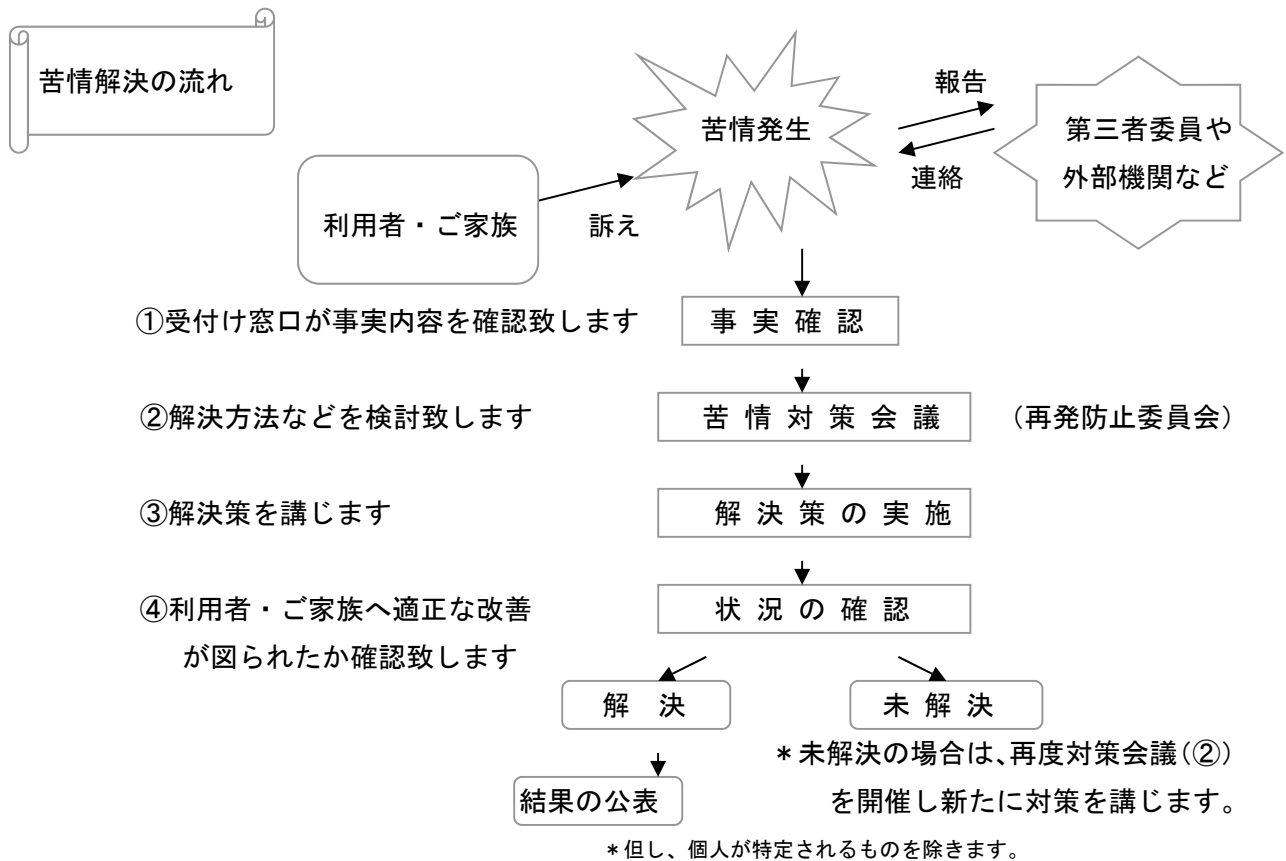 苦情解決の流れ
苦情発生
報告
連絡
第三者委員や
外部機関など
利用者・ご家族
訴え
①受付け窓口が事実内容を確認致します
事実確認
②解決方法などを検討致します
苦情対策会議
（再発防止委員会）
③解決策を講じます
解決策の実施
④利用者・ご家族へ適正な改善
が図られたか確認致します
状況の確認
解決
未解決
＊未解決の場合は、再度対策会議（②）
を開催し新たに対策を講じます。
結果の公表
＊但し、個人が特定されるものを除きます。